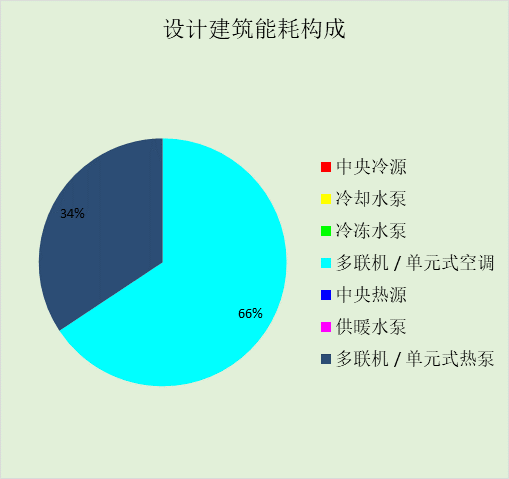 设计建筑能耗构成
中央冷源
冷却水泵
冷冻水泵
多联机 / 单元式空调
中央热源
供暖水泵
多联机 / 单元式热泵
34%
66%